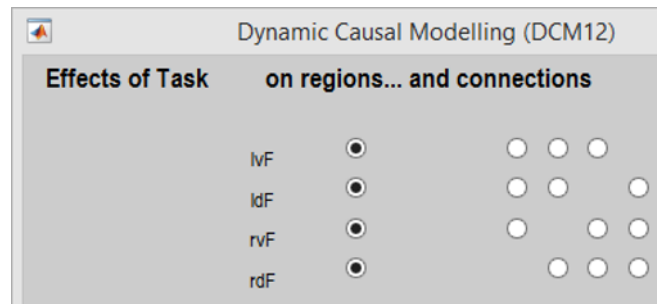 Dynamic Causal Modelling (DCM12)
Effects of Task on regions... and connections
lvF
ldF
rvF
rdF